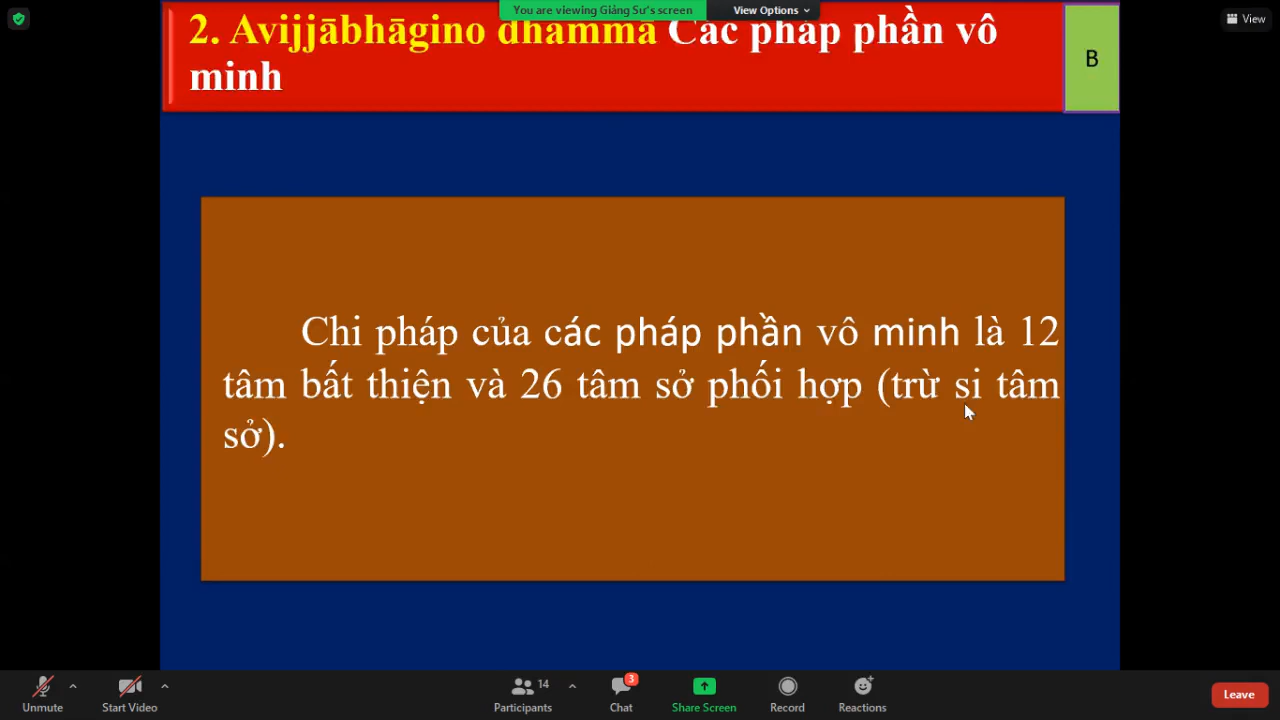 You are viewing Giảng Sư's screen
View Options
View
2. Avijjābhāgino dhammā Các pháp phần vô
minh
B
Chi pháp của các pháp phần vô minh là 12
tâm bất thiện và 26 tâm sở phối hợp (trừ si tâm
sở).
Unmute
Start Video
14
Participants
3
Chat
Share Screen
Record
Reactions
Leave